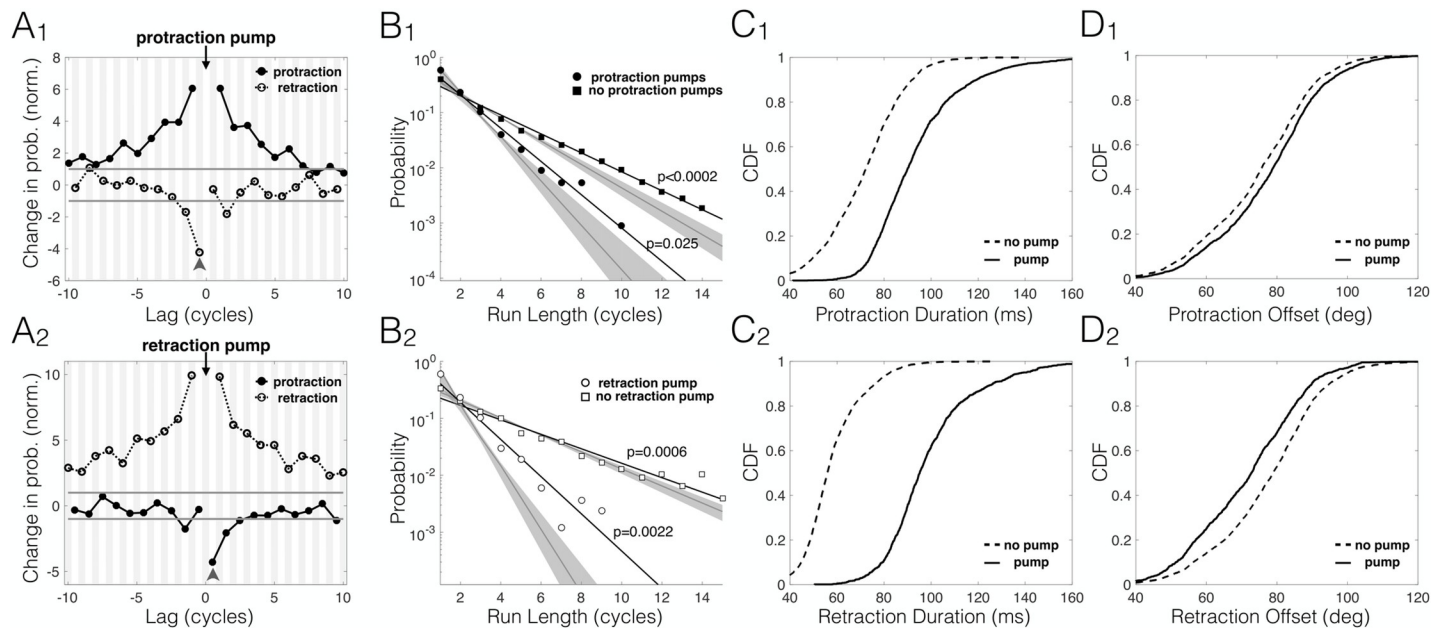 A1
protraction pump
protraction
retraction
Change in prob. (norm.)
8
6
4
2
0
-2
-4
-6
-10
-5
0
5
10
Lag (cycles)
B1
protraction pumps
no protraction pumps
Probability
10^0
10^-1
10^-2
10^-3
10^-4
p<0.0002
p=0.025
2
4
6
8
10
12
14
Run Length (cycles)
C1
CDF
1
0.8
0.6
0.4
0.2
0
no pump
pump
40
60
80
100
120
140
160
Protraction Duration (ms)
D1
CDF
1
0.8
0.6
0.4
0.2
0
no pump
pump
40
60
80
100
120
Protraction Offset (deg)
A2
retraction pump
protraction
retraction
Change in prob. (norm.)
10
5
0
-5
-10
-5
0
5
10
Lag (cycles)
B2
retraction pump
no retraction pump
Probability
10^0
10^-1
10^-2
10^-3
p=0.0006
p=0.0022
2
4
6
8
10
12
14
Run Length (cycles)
C2
CDF
1
0.8
0.6
0.4
0.2
0
no pump
pump
40
60
80
100
120
140
160
Retraction Duration (ms)
D2
CDF
1
0.8
0.6
0.4
0.2
0
no pump
pump
40
60
80
100
120
Retraction Offset (deg)